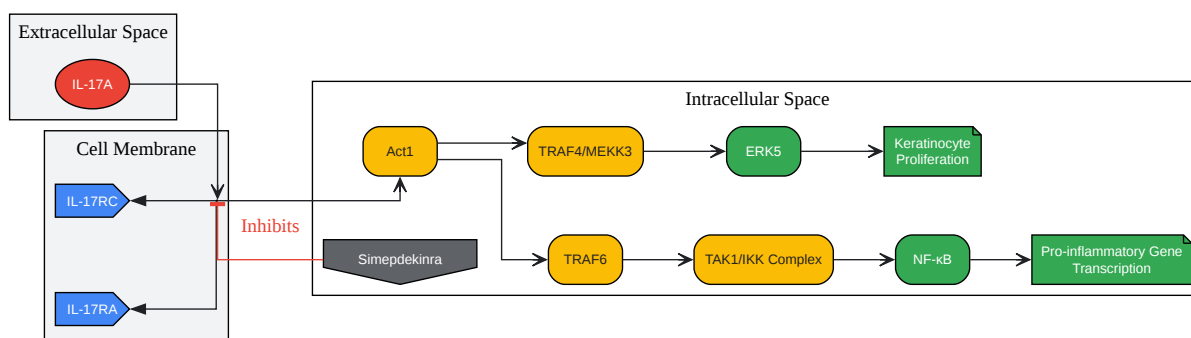 Extracellular Space
IL-17A
Cell Membrane
IL-17RC
IL-17RA
Inhibits
Intracellular Space
Act1
TRAF4/MEKK3
ERK5
Keratinocyte
Proliferation
Simepdekinra
TRAF6
TAK1/IKK Complex
NF-κB
Pro-inflammatory Gene
Transcription